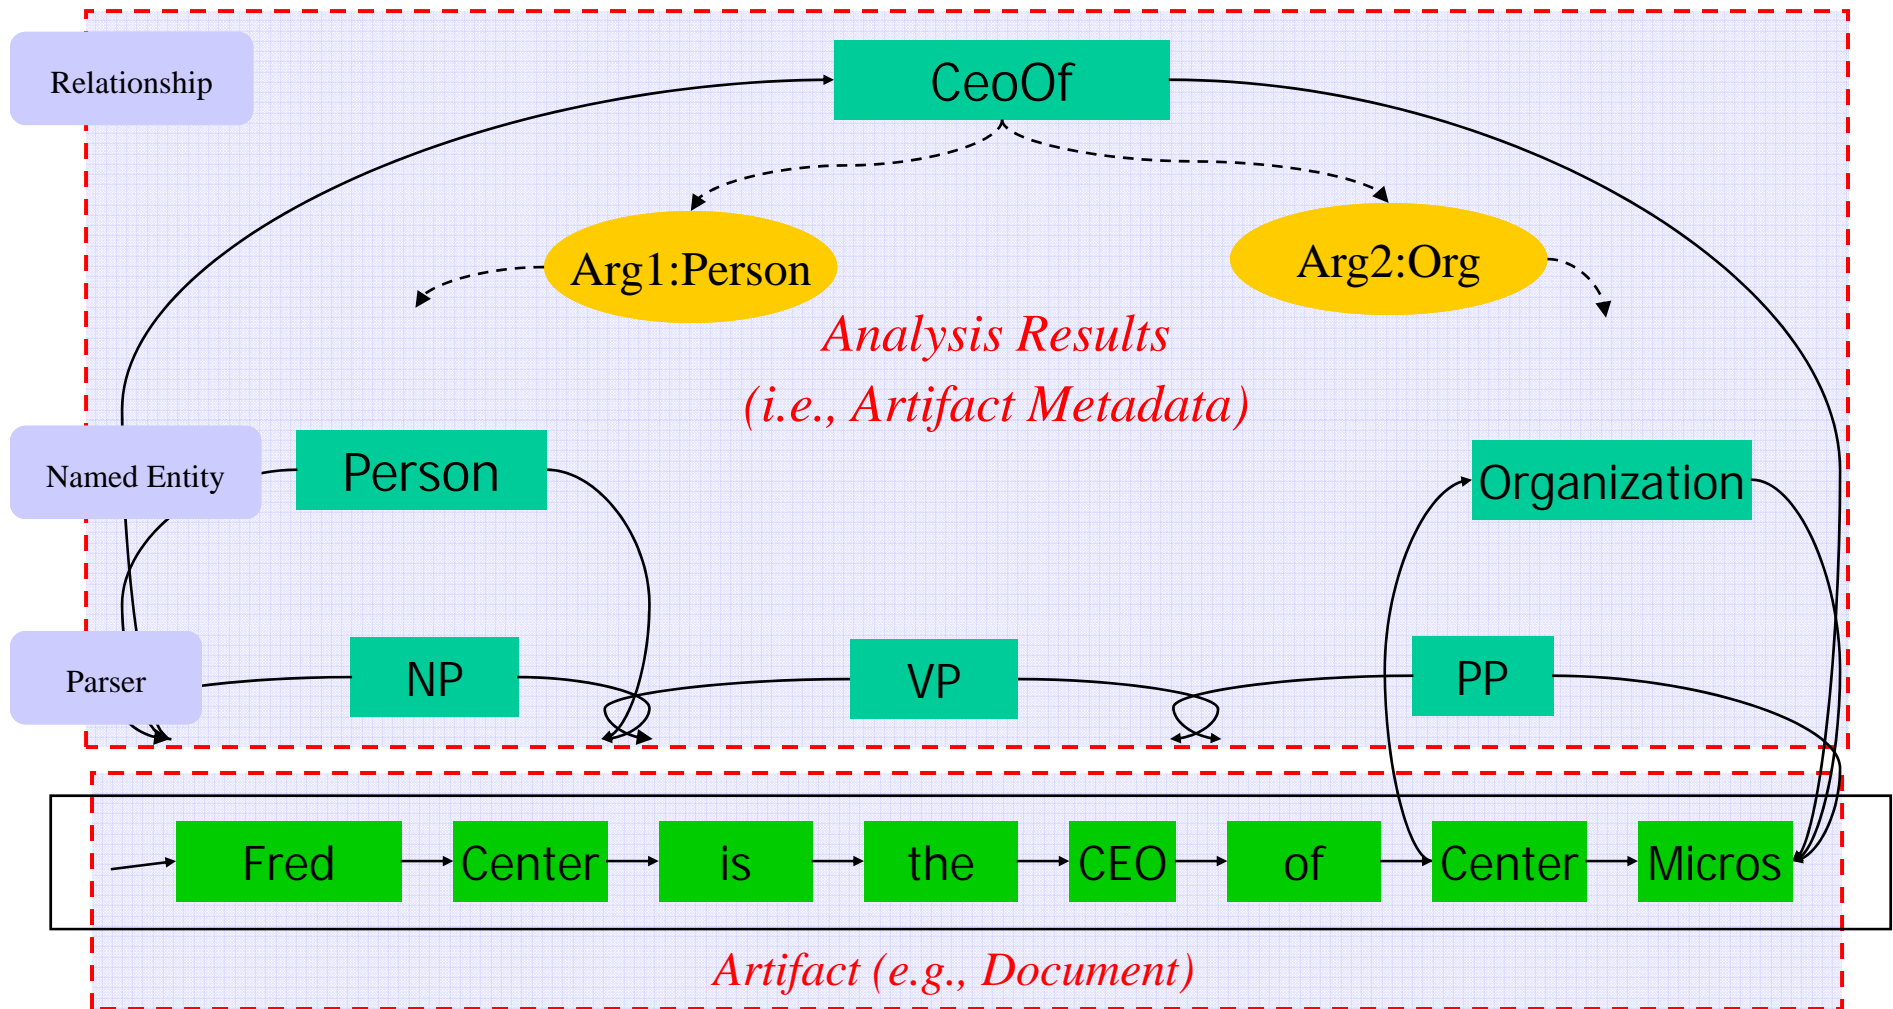 Relationship
CeoOf
Arg1:Person
Arg2:Org
Analysis Results
(i.e., Artifact Metadata)
Named Entity
Person
Organization
Parser
NP
VP
PP
Fred Center is the CEO of Center Micros
Artifact (e.g., Document)